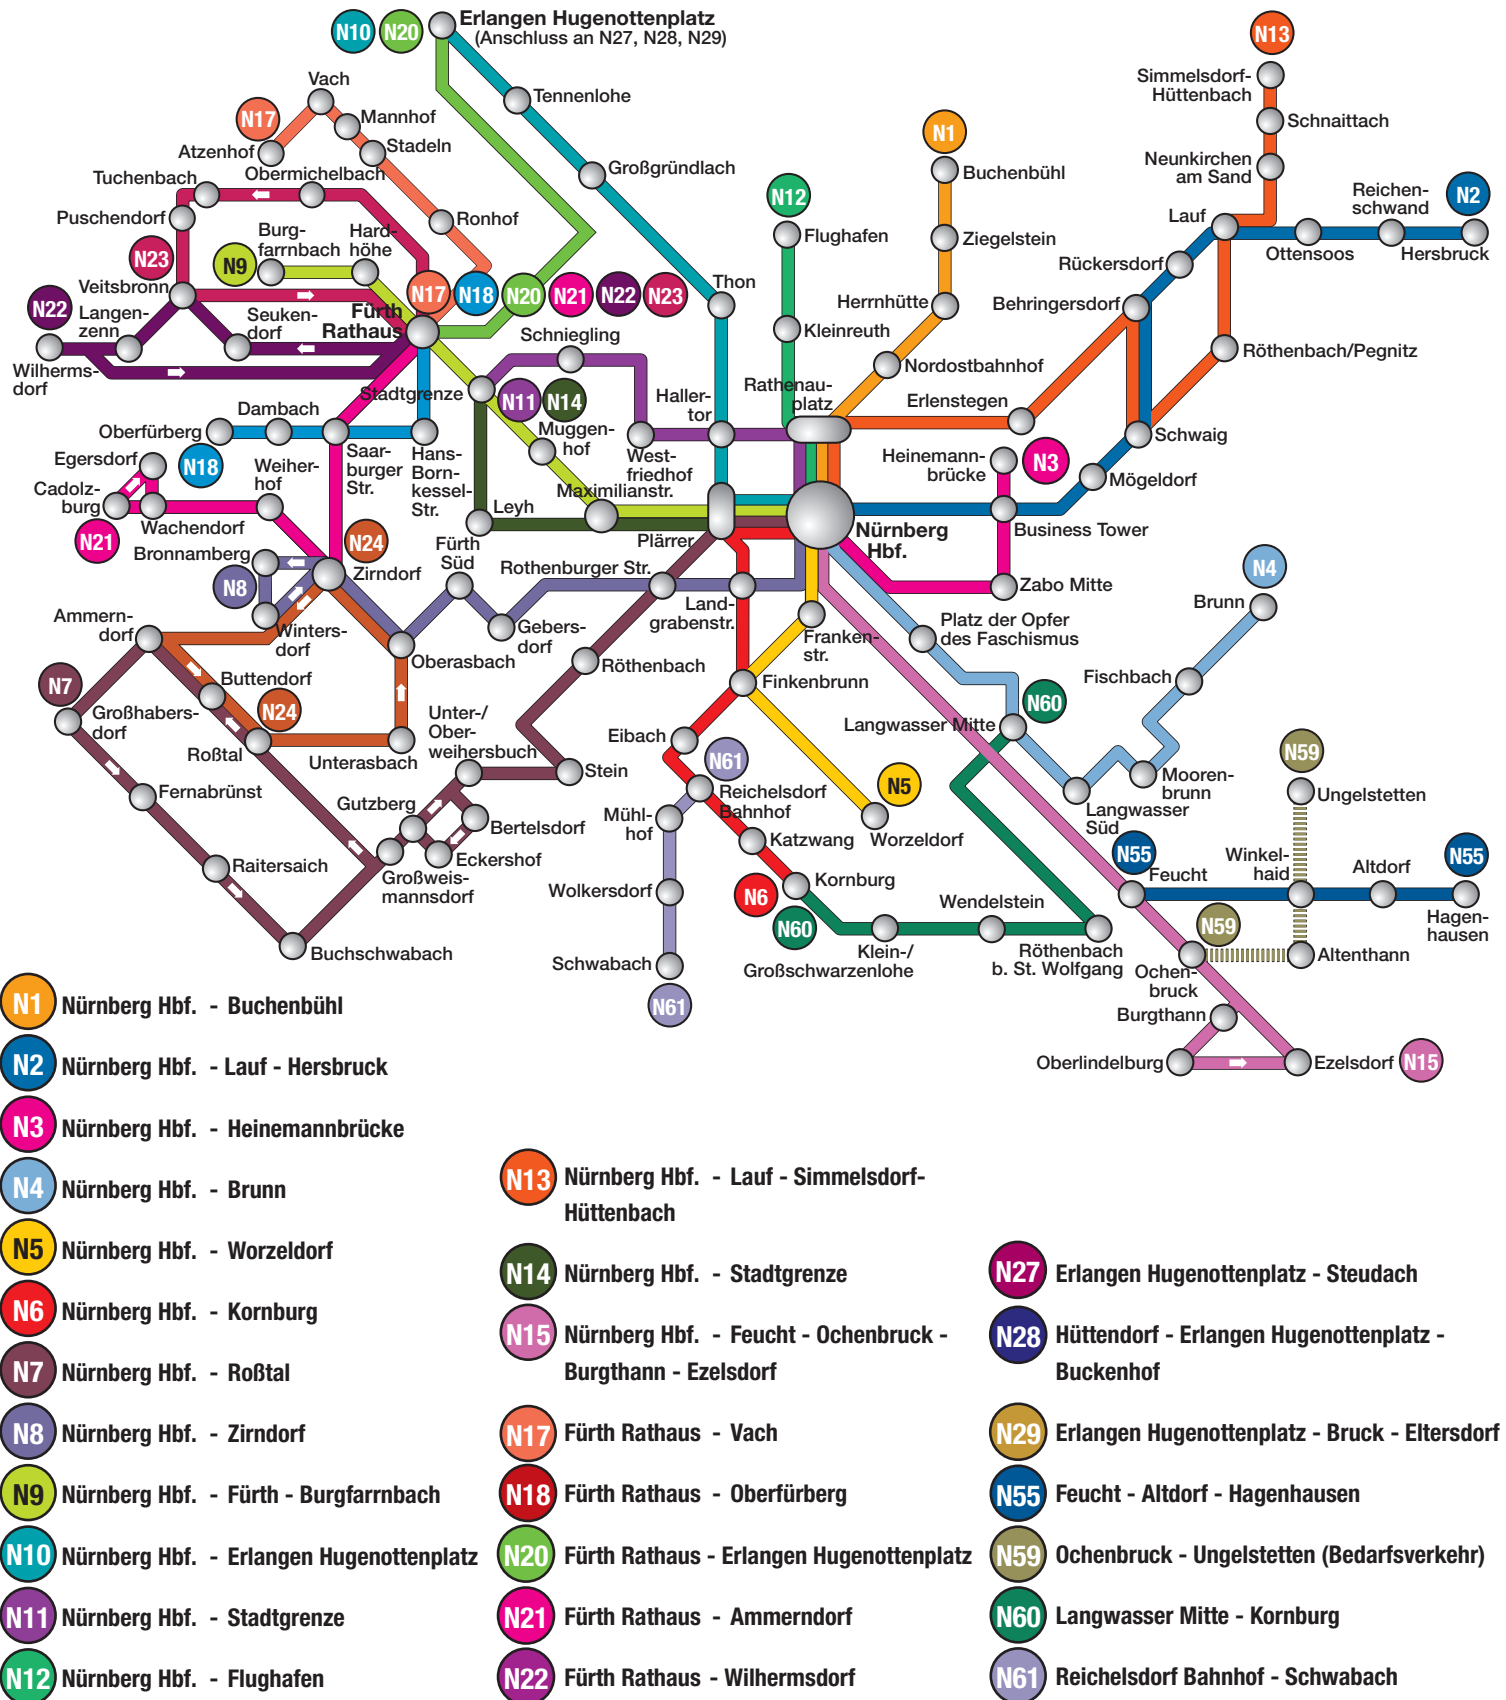 N10
N20
Erlangen Hugenottenplatz
(Anschluss an N27, N28, N29)
N13
Simmelsdorf-
Hüttenbach
Schnaittach
Neunkirchen
am Sand
Vach
Mannhof
N17
Stadeln
Atzenhof
Tennenlohe
N1
Buchenbühl
Obermichelbach
Tuchenbach
Großgründlach
N12
Flughafen
Ziegelstein
Lauf
Reichen-
schwand
N2
Ottensoos
Hersbruck
Puschendorf
Ronhof
Burg-
farrnbach
Hard-
höhe
N23
N9
Rückersdorf
Veitsbronn
N17
N18
N20
N21
N22
N23
Thon
Herrnhütte
Behringersdorf
N22
Langen-
zenn
Seuken-
dorf
Fürth
Rathaus
Schniegling
Kleinreuth
Wilherms-
dorf
Nordostbahnhof
Röthenbach/Pegnitz
Stadtgrenze
N11
N14
Haller-
tor
Rathenau-
platz
Erlenstegen
Dambach
Oberfürberg
Muggen-
hof
Schwaig
Egersdorf
N18
Weiher-
hof
Saar-
burger
Str.
Hans-
Born-
kessel-
Str.
West-
friedhof
Heinemann-
brücke
N3
Mögeldorf
Cadolz-
burg
Wachendorf
Maximilianstr.
Leyh
N21
N24
Plärrer
Nürnberg
Hbf.
Business Tower
Bronnamberg
Zirndorf
Fürth
Süd
Rothenburger Str.
N8
Zabo Mitte
N4
Brunn
Ammern-
dorf
Winters-
dorf
Oberasbach
Gebers-
dorf
Land-
grabenstr.
Franken-
str.
Platz der Opfer
des Faschismus
Röthenbach
N7
Buttendorf
Finkenbrunn
Fischbach
N60
Großhabers-
dorf
N24
Roßtal
Unterasbach
Unter-/
Ober-
weihersbuch
Eibach
Langwasser Mitte
N61
N59
Stein
N5
Mooren-
brunn
Fernabrünst
Gutzberg
Reichelsdorf
Bahnhof
Ungelstetten
Langwasser
Süd
Bertelsdorf
Mühl-
hof
Worzeldorf
Katzwang
Eckershof
N55
Feucht
Winkel-
haid
Altdorf
N55
Raitersaich
Großweis-
mannsdorf
Wolkersdorf
N6
Kornburg
Wendelstein
Hagen-
hausen
N60
N59
Buchschwabach
Klein-/
Großschwarzenlohe
Röthenbach
b. St. Wolfgang
Altenthann
Schwabach
Ochen-
bruck
N61
Burgthann
Oberlindelburg
Ezelsdorf
N15
N1 Nürnberg Hbf. - Buchenbühl
N2 Nürnberg Hbf. - Lauf - Hersbruck
N3 Nürnberg Hbf. - Heinemannbrücke
N4 Nürnberg Hbf. - Brunn
N5 Nürnberg Hbf. - Worzeldorf
N6 Nürnberg Hbf. - Kornburg
N7 Nürnberg Hbf. - Roßtal
N8 Nürnberg Hbf. - Zirndorf
N9 Nürnberg Hbf. - Fürth - Burgfarrnbach
N10 Nürnberg Hbf. - Erlangen Hugenottenplatz
N11 Nürnberg Hbf. - Stadtgrenze
N12 Nürnberg Hbf. - Flughafen
N13 Nürnberg Hbf. - Lauf - Simmelsdorf-
Hüttenbach
N14 Nürnberg Hbf. - Stadtgrenze
N15 Nürnberg Hbf. - Feucht - Ochenbruck -
Burgthann - Ezelsdorf
N17 Fürth Rathaus - Vach
N18 Fürth Rathaus - Oberfürberg
N20 Fürth Rathaus - Erlangen Hugenottenplatz
N21 Fürth Rathaus - Ammerndorf
N22 Fürth Rathaus - Wilhermsdorf
N27 Erlangen Hugenottenplatz - Steudach
N28 Hüttendorf - Erlangen Hugenottenplatz -
Buckenhof
N29 Erlangen Hugenottenplatz - Bruck - Eltersdorf
N55 Feucht - Altdorf - Hagenhausen
N59 Ochenbruck - Ungelstetten (Bedarfsverkehr)
N60 Langwasser Mitte - Kornburg
N61 Reichelsdorf Bahnhof - Schwabach